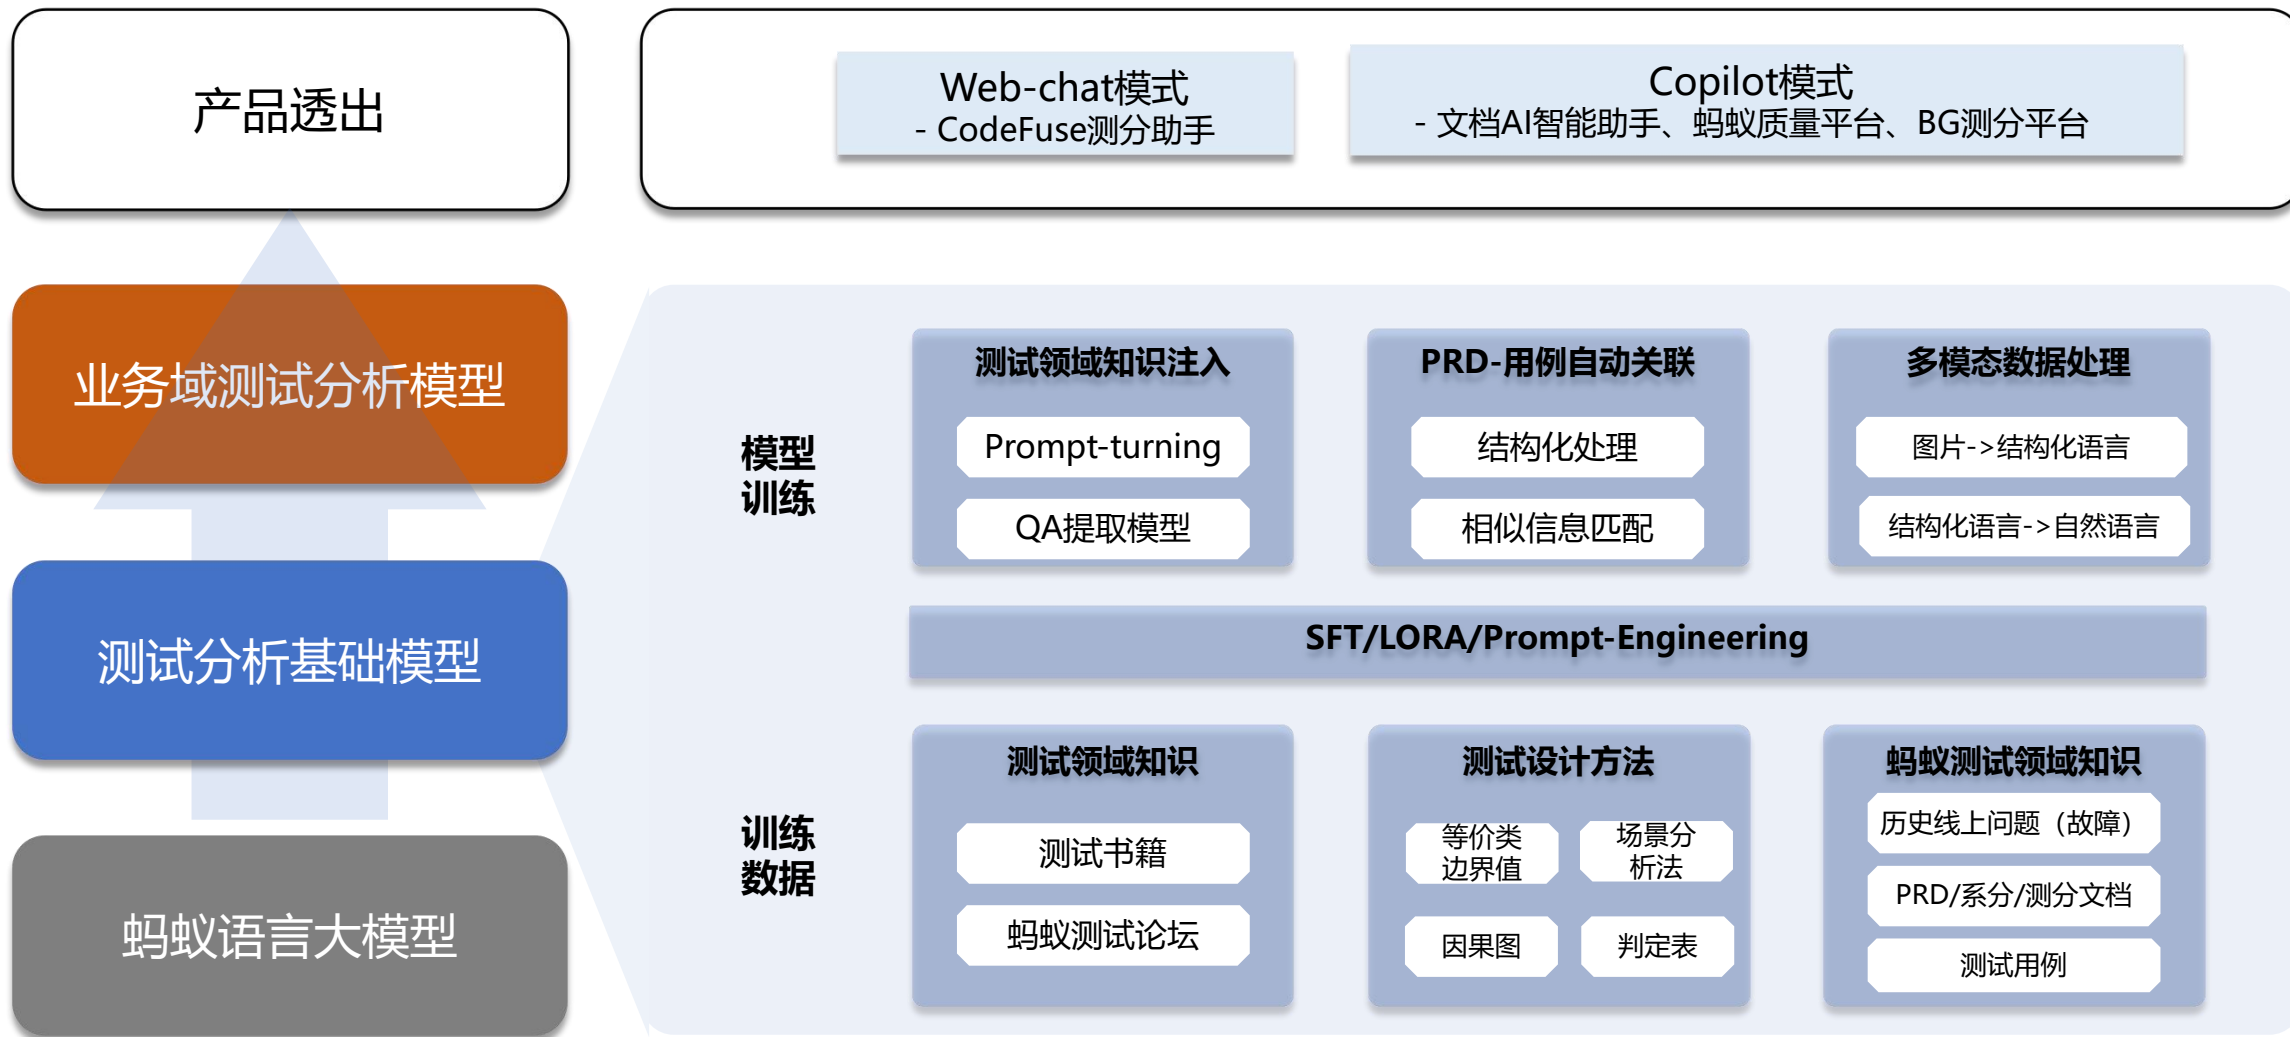 产品透出
Web-chat模式
- CodeFuse测分助手
Copilot模式
- 文档AI智能助手、蚂蚁质量平台、BG测分平台
业务域测试分析模型
测试分析基础模型
蚂蚁语言大模型
模型
训练
测试领域知识注入
Prompt-turning
QA提取模型
PRD-用例自动关联
结构化处理
相似信息匹配
多模态数据处理
图片->结构化语言
结构化语言->自然语言
SFT/LORA/Prompt-Engineering
训练
数据
测试领域知识
测试书籍
蚂蚁测试论坛
测试设计方法
等价类
边界值
场景分
析法
因果图
判定表
蚂蚁测试领域知识
历史线上问题（故障）
PRD/系分/测分文档
测试用例